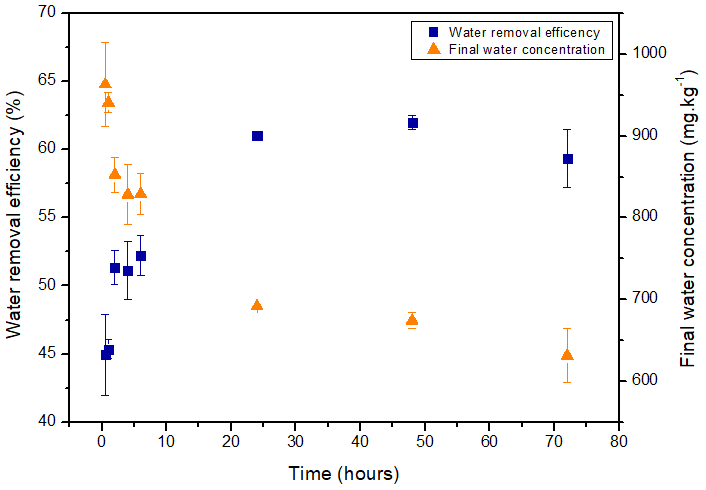 70
65
60
55
50
45
40
Water removal efficiency (%)
Water removal efficency
Final water concentration
1000
900
800
700
600
Final water concentration (mg.kg⁻¹)
0 10 20 30 40 50 60 70 80
Time (hours)